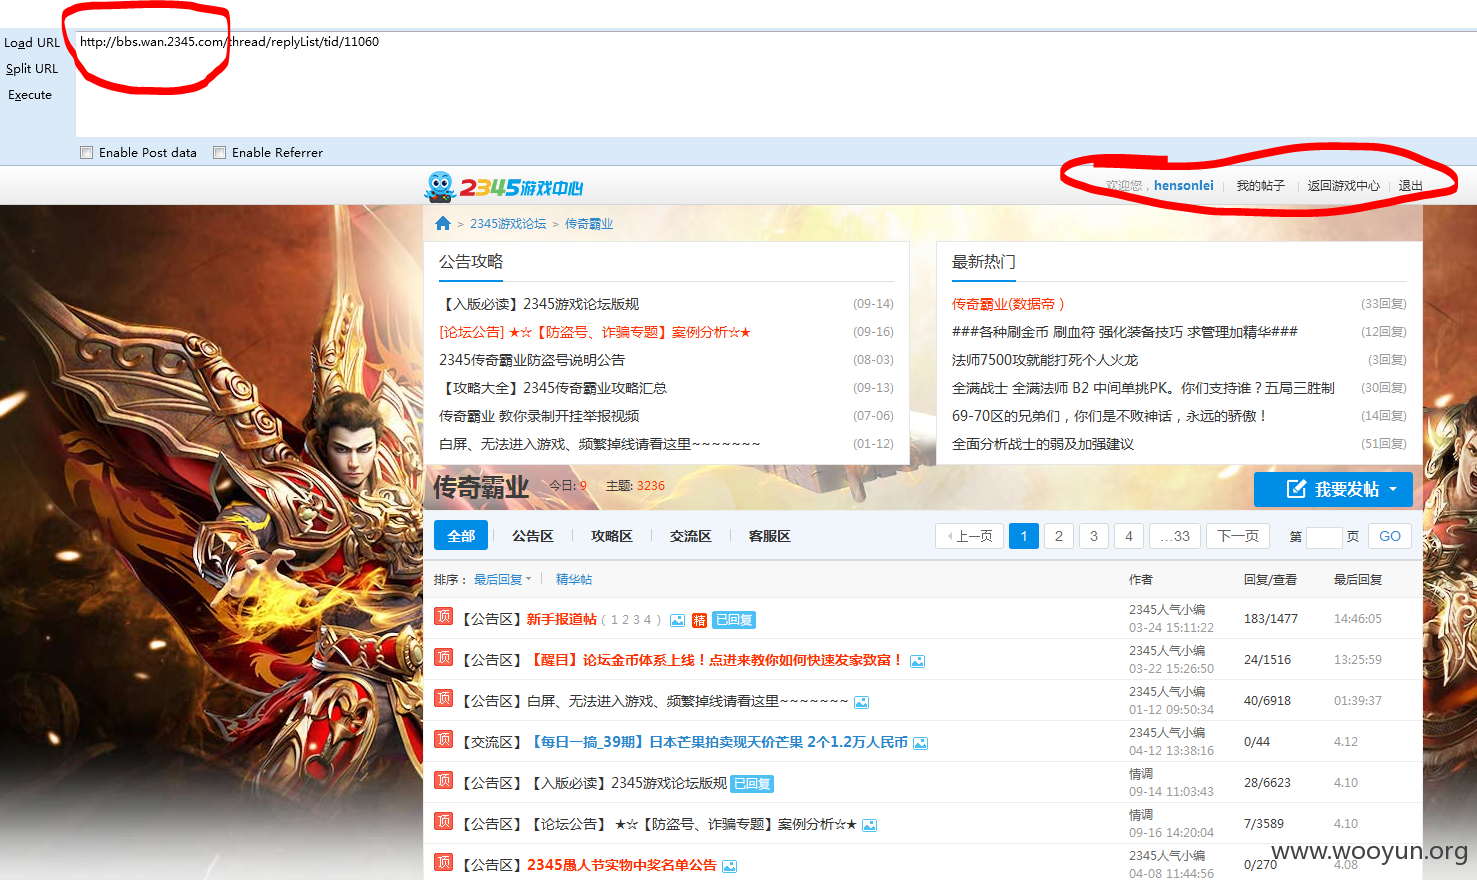 Load URL
http://bbs.wan.2345.com/thread/replyList/tid/11060
Split URL
Execute
Enable Post data Enable Referrer
2345游戏中心
欢迎您，hensonlei | 我的帖子 | 返回游戏中心 | 退出
> 2345游戏论坛 > 传奇霸业
公告攻略
【入版必读】2345游戏论坛版规 (09-14)
[论坛公告] ★☆【防盗号、诈骗专题】案例分析☆★ (09-16)
2345传奇霸业防盗号说明公告 (08-03)
【攻略大全】2345传奇霸业攻略汇总 (09-13)
传奇霸业 教你录制开挂举报视频 (07-06)
白屏、无法进入游戏、频繁掉线请看这里~~~~~~~ (01-12)
最新热门
传奇霸业(数据帝 ) (33回复)
###各种刷金币 刷血符 强化装备技巧 求管理加精华### (12回复)
法师7500攻就能打死个人火龙 (3回复)
全满战士 全满法师 B2 中间单挑PK。你们支持谁？五局三胜制 (30回复)
69-70区的兄弟们，你们是不败神话，永远的骄傲！ (14回复)
全面分析战士的弱及加强建议 (51回复)
传奇霸业 今日: 9 主题: 3236
我要发帖
全部 公告区 攻略区 交流区 客服区
上一页 1 2 3 4 ...33 下一页 第 页 GO
排序： 最后回复 精华帖 作者 回复/查看 最后回复
顶 【公告区】新手报道帖 ( 1 2 3 4 ) 精 已回复 2345人气小编 03-24 15:11:22 183/1477 14:46:05
顶 【公告区】【醒目】论坛金币体系上线！点进来教你如何快速发家致富！ 2345人气小编 03-22 15:26:50 24/1516 13:25:59
顶 【公告区】白屏、无法进入游戏、频繁掉线请看这里~~~~~~~ 2345人气小编 01-12 09:50:34 40/6918 01:39:37
顶 【交流区】【每日一搞_39期】日本芒果拍卖现天价芒果 2个1.2万人民币 2345人气小编 04-12 13:38:16 0/44 4.12
顶 【公告区】【入版必读】2345游戏论坛版规 已回复 情调 09-14 11:03:43 28/6623 4.10
顶 【公告区】【论坛公告】 ★☆【防盗号、诈骗专题】案例分析☆★ 情调 09-16 14:20:04 7/3589 4.10
顶 【公告区】2345愚人节实物中奖名单公告 2345人气小编 04-08 11:44:56 0/270 4.08
www.wooyun.org